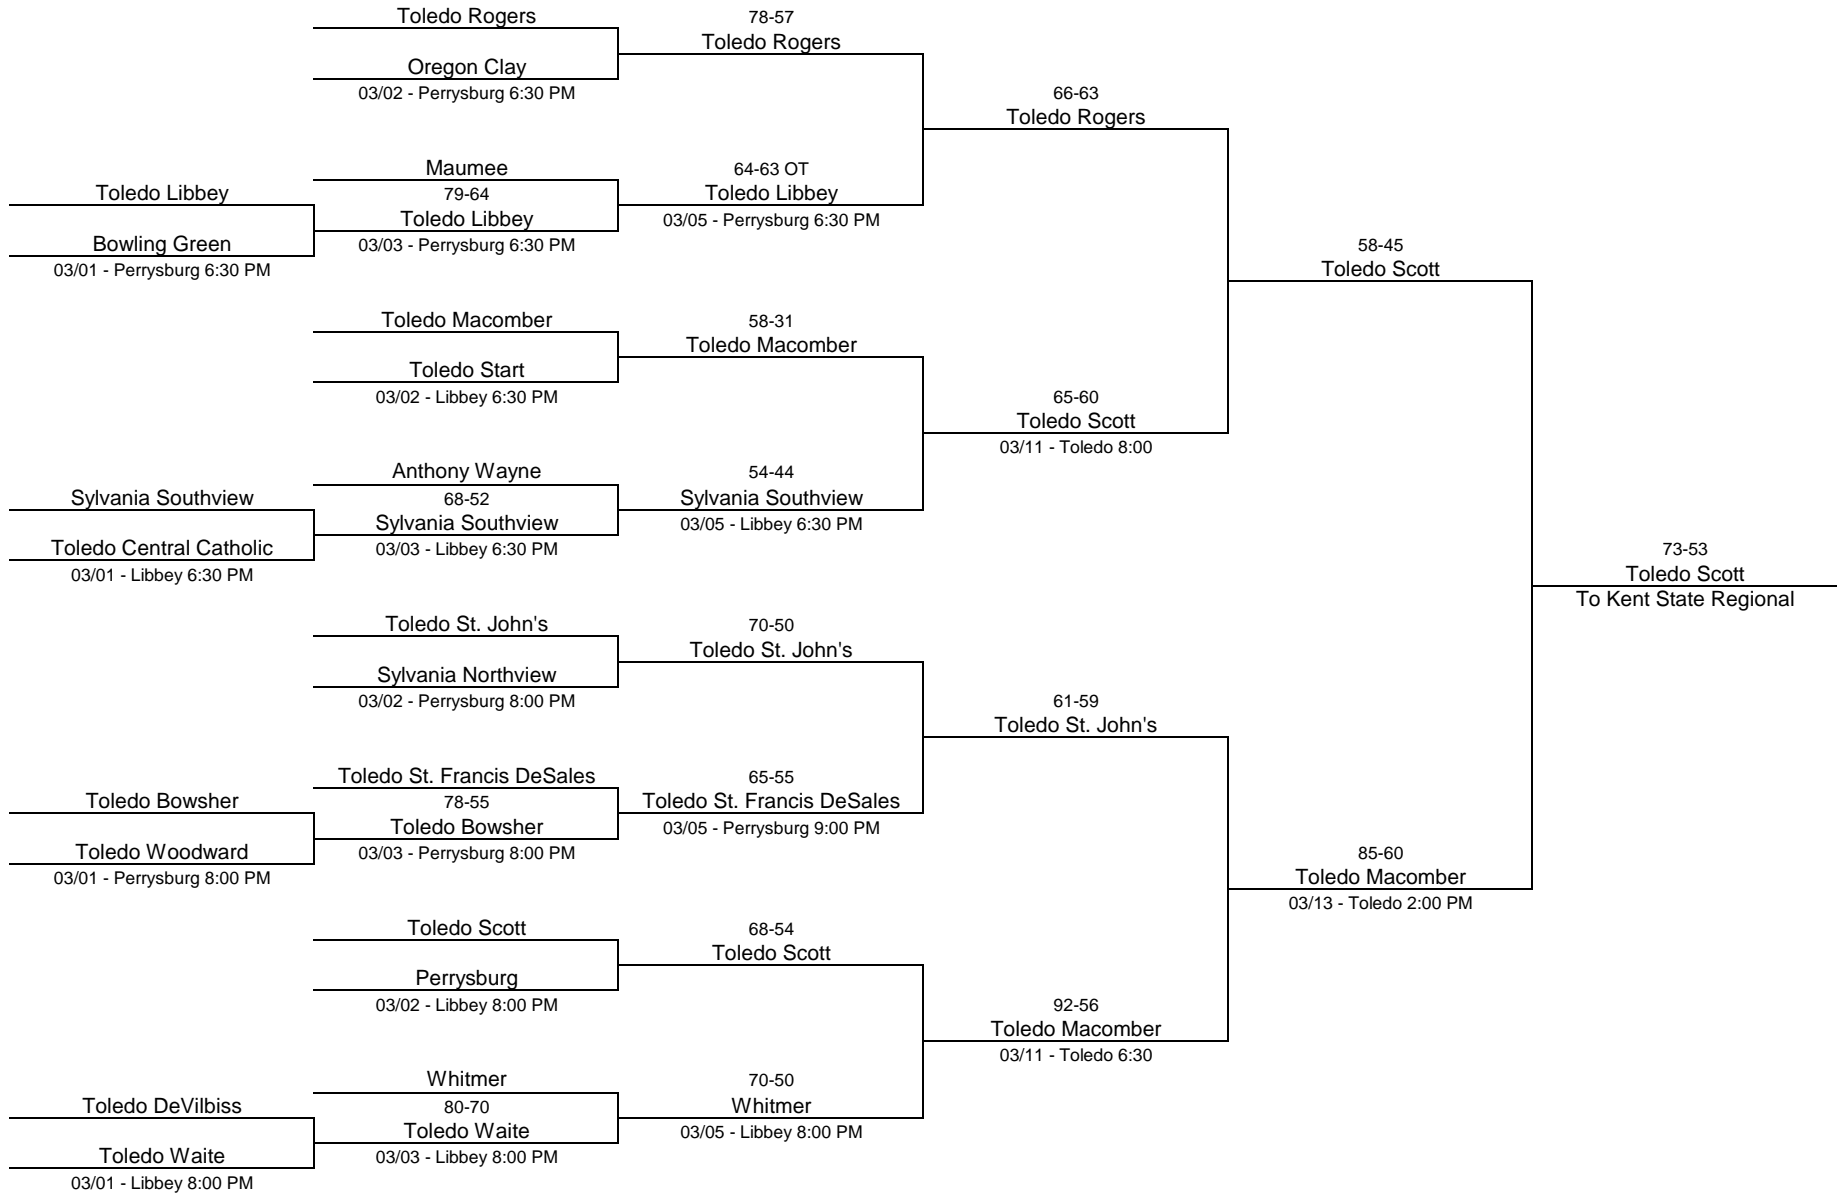 Toledo Rogers
Oregon Clay
03/02 - Perrysburg 6:30 PM
78-57
Toledo Rogers
66-63
Toledo Rogers
Toledo Libbey
Bowling Green
03/01 - Perrysburg 6:30 PM
Maumee
79-64
Toledo Libbey
03/03 - Perrysburg 6:30 PM
64-63 OT
Toledo Libbey
03/05 - Perrysburg 6:30 PM
58-45
Toledo Scott
Toledo Macomber
Toledo Start
03/02 - Libbey 6:30 PM
58-31
Toledo Macomber
65-60
Toledo Scott
03/11 - Toledo 8:00
Sylvania Southview
Toledo Central Catholic
03/01 - Libbey 6:30 PM
Anthony Wayne
68-52
Sylvania Southview
03/03 - Libbey 6:30 PM
54-44
Sylvania Southview
03/05 - Libbey 6:30 PM
73-53
Toledo Scott
To Kent State Regional
Toledo St. John's
Sylvania Northview
03/02 - Perrysburg 8:00 PM
70-50
Toledo St. John's
61-59
Toledo St. John's
Toledo Bowsher
Toledo Woodward
03/01 - Perrysburg 8:00 PM
Toledo St. Francis DeSales
78-55
Toledo Bowsher
03/03 - Perrysburg 8:00 PM
65-55
Toledo St. Francis DeSales
03/05 - Perrysburg 9:00 PM
85-60
Toledo Macomber
03/13 - Toledo 2:00 PM
Toledo Scott
Perrysburg
03/02 - Libbey 8:00 PM
68-54
Toledo Scott
92-56
Toledo Macomber
03/11 - Toledo 6:30
Toledo DeVilbiss
Toledo Waite
03/01 - Libbey 8:00 PM
Whitmer
80-70
Toledo Waite
03/03 - Libbey 8:00 PM
70-50
Whitmer
03/05 - Libbey 8:00 PM